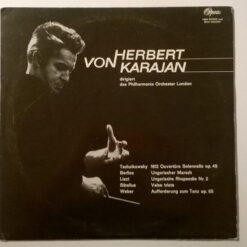 Opera
VON HERBERT
KARAJAN
dirigiert
das Philharmonia Orchester London
Tschaikowsky 1812 Ouvertüre Solennelle op. 49
Berlioz Ungarischer Marsch
Liszt Ungarische Rhapsodie Nr. 2
Sibelius Valse triste
Weber Aufforderung zum Tanz op. 65